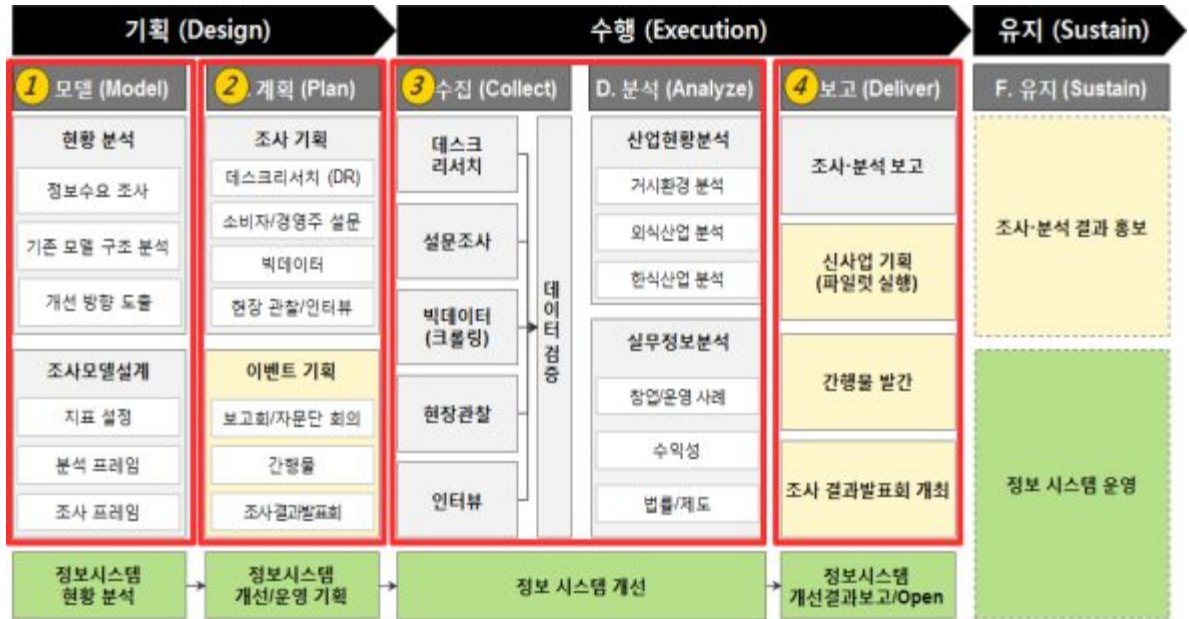 기획 (Design)
수행 (Execution)
유지 (Sustain)
1 모델 (Model)
2 . 계획 (Plan)
3 수집 (Collect)
D. 분석 (Analyze)
4 보고 (Deliver)
F. 유지 (Sustain)
현황 분석
정보수요 조사
기존 모델 구조 분석
개선 방향 도출
조사모델설계
지표 설정
분석 프레임
조사 프레임
조사 기획
데스크리서치 (DR)
소비자/경영주 설문
빅데이터
현장 관찰/인터뷰
이벤트 기획
보고회/자문단 회의
간행물
조사결과발표회
데스크
리서치
설문조사
빅데이터
(크롤링)
현장관찰
인터뷰
데이터 검증
산업현황분석
거시환경 분석
외식산업 분석
한식산업 분석
실무정보분석
창업/운영 사례
수익성
법률/제도
조사·분석 보고
신사업 기획
(파일럿 실행)
간행물 발간
조사 결과발표회 개최
조사·분석 결과 홍보
정보 시스템 운영
정보시스템
현황 분석
정보시스템
개선/운영 기획
정보 시스템 개선
정보시스템
개선결과보고/Open